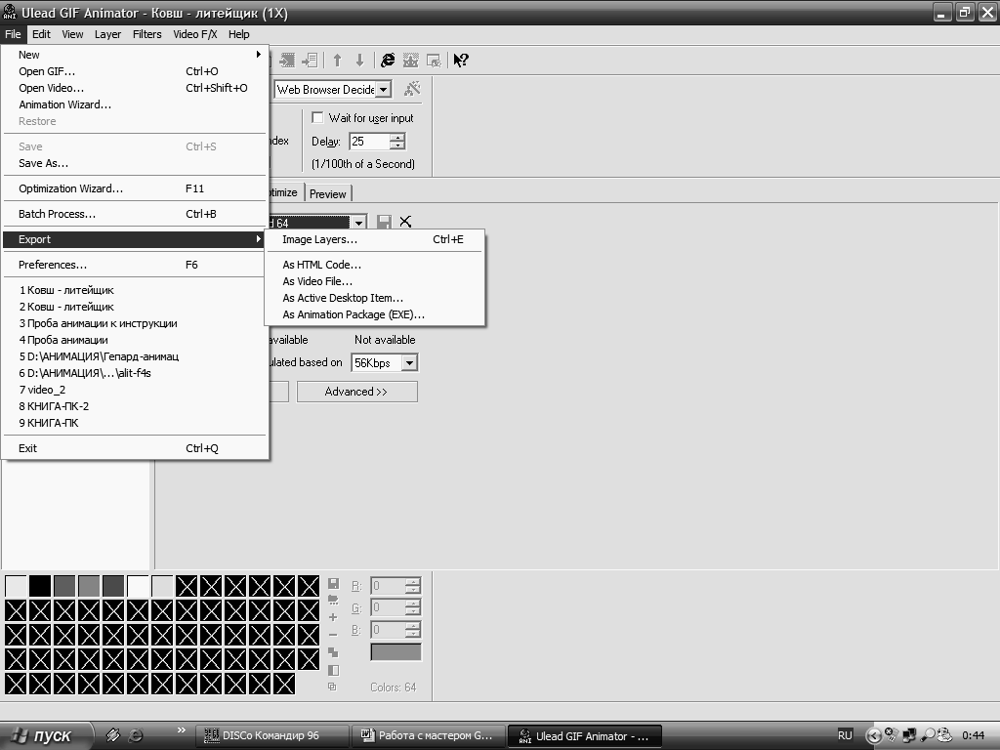 Ulead GIF Animator - Ковш - литейщик (1X)
File Edit View Layer Filters Video F/X Help
New
Open GIF... Ctrl+O
Open Video... Ctrl+Shift+O
Animation Wizard...
Restore
Save Ctrl+S
Save As...
Optimization Wizard... F11
Batch Process... Ctrl+B
Export
Preferences... F6
1 Ковш - литейщик
2 Ковш - литейщик
3 Проба анимации к инструкции
4 Проба анимации
5 D:\АНИМАЦИЯ\Гепард-анимац
6 D:\АНИМАЦИЯ\...\alit-f4s
7 video_2
8 КНИГА-ПК-2
9 КНИГА-ПК
Exit Ctrl+Q
Image Layers... Ctrl+E
As HTML Code...
As Video File...
As Active Desktop Item...
As Animation Package (EXE)...
Web Browser Decide
Wait for user input
ndex Delay: 25
(1/100th of a Second)
timize Preview
d 64
vailable Not available
ulated based on 56Kbps
Advanced >>
R: 0
G: 0
B: 0
Colors: 64
пуск
»
DISCo Командир 96
Работа с мастером G...
Ulead GIF Animator - ...
RU
0:44